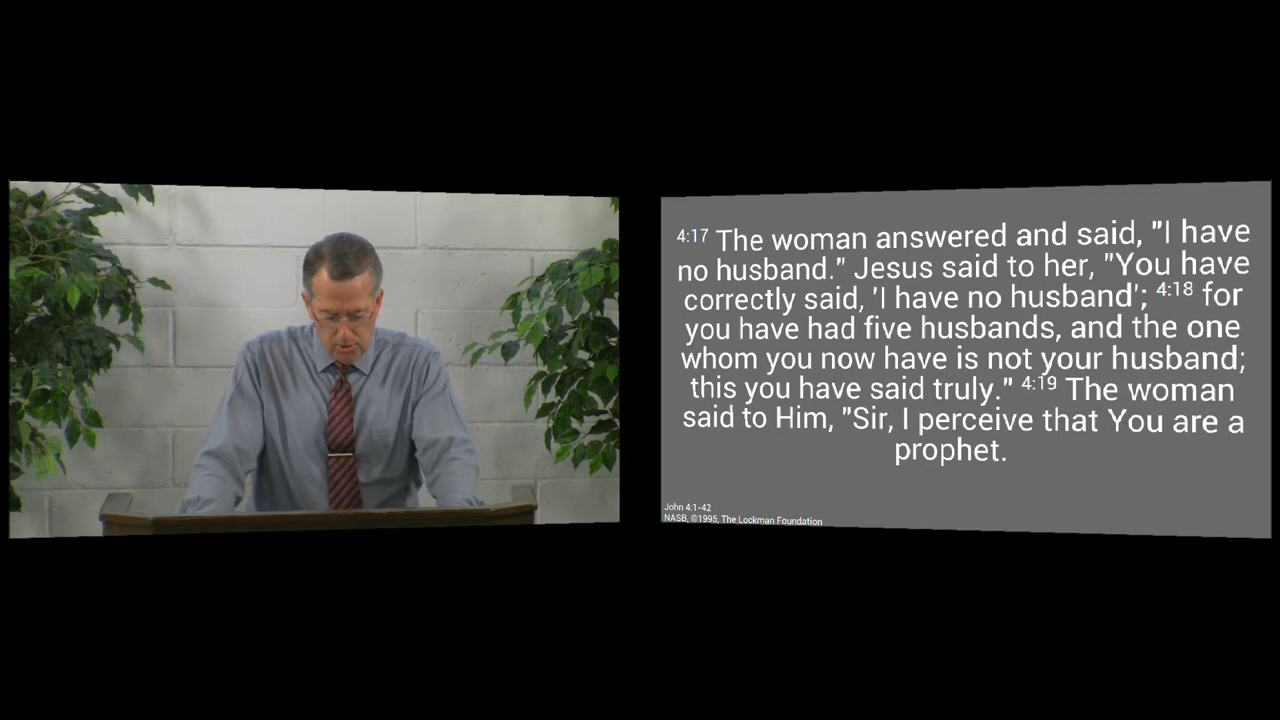 4:17 The woman answered and said, "I have
no husband." Jesus said to her, "You have
correctly said, 'I have no husband'; 4:18 for
you have had five husbands, and the one
whom you now have is not your husband;
this you have said truly." 4:19 The woman
said to Him, "Sir, I perceive that You are a
prophet.
John 4:1-42
NASB, ©1995, The Lockman Foundation